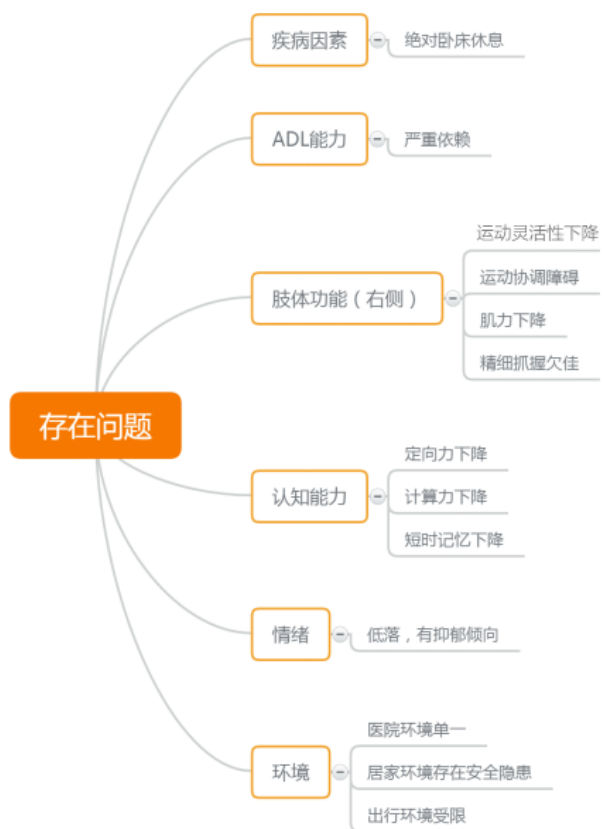 疾病因素
绝对卧床休息
ADL能力
严重依赖
肢体功能（右侧）
运动灵活性下降
运动协调障碍
肌力下降
精细抓握欠佳
存在问题
认知能力
定向力下降
计算力下降
短时记忆下降
情绪
低落，有抑郁倾向
环境
医院环境单一
居家环境存在安全隐患
出行环境受限